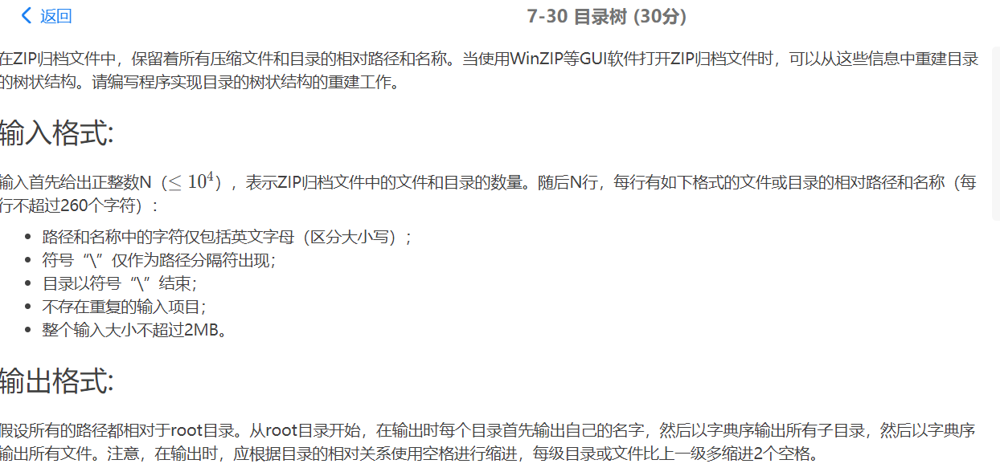 返回
7-30 目录树 (30分)
在ZIP归档文件中，保留着所有压缩文件和目录的相对路径和名称。当使用WinZIP等GUI软件打开ZIP归档文件时，可以从这些信息中重建目录
的树状结构。请编写程序实现目录的树状结构的重建工作。
输入格式:
输入首先给出正整数N（≤ 10⁴），表示ZIP归档文件中的文件和目录的数量。随后N行，每行有如下格式的文件或目录的相对路径和名称（每
行不超过260个字符）：
• 路径和名称中的字符仅包括英文字母（区分大小写）；
• 符号“\”仅作为路径分隔符出现；
• 目录以符号“\”结束；
• 不存在重复的输入项目；
• 整个输入大小不超过2MB。
输出格式:
假设所有的路径都相对于root目录。从root目录开始，在输出时每个目录首先输出自己的名字，然后以字典序输出所有子目录，然后以字典序
输出所有文件。注意，在输出时，应根据目录的相对关系使用空格进行缩进，每级目录或文件比上一级多缩进2个空格。